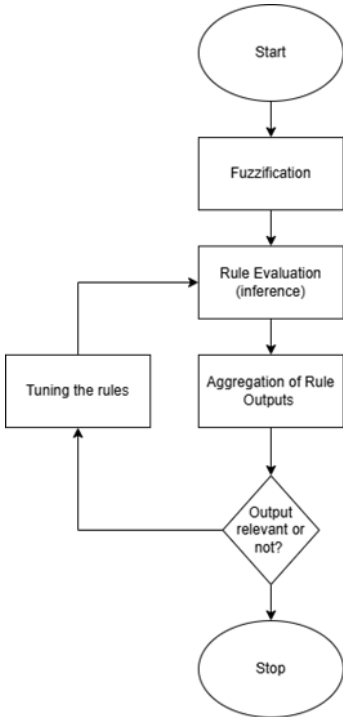 Start
Fuzzification
Rule Evaluation
(inference)
Tuning the rules
Aggregation of Rule
Outputs
Output
relevant or
not?
Stop